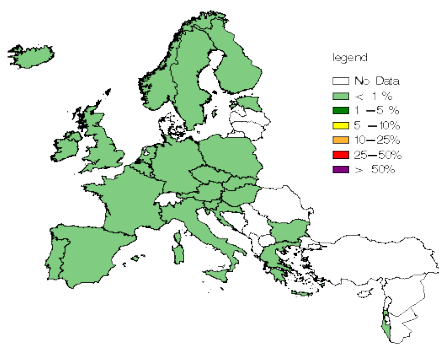 legend
No Data
< 1 %
1 –5 %
5 –10%
10–25%
25–50%
> 50%